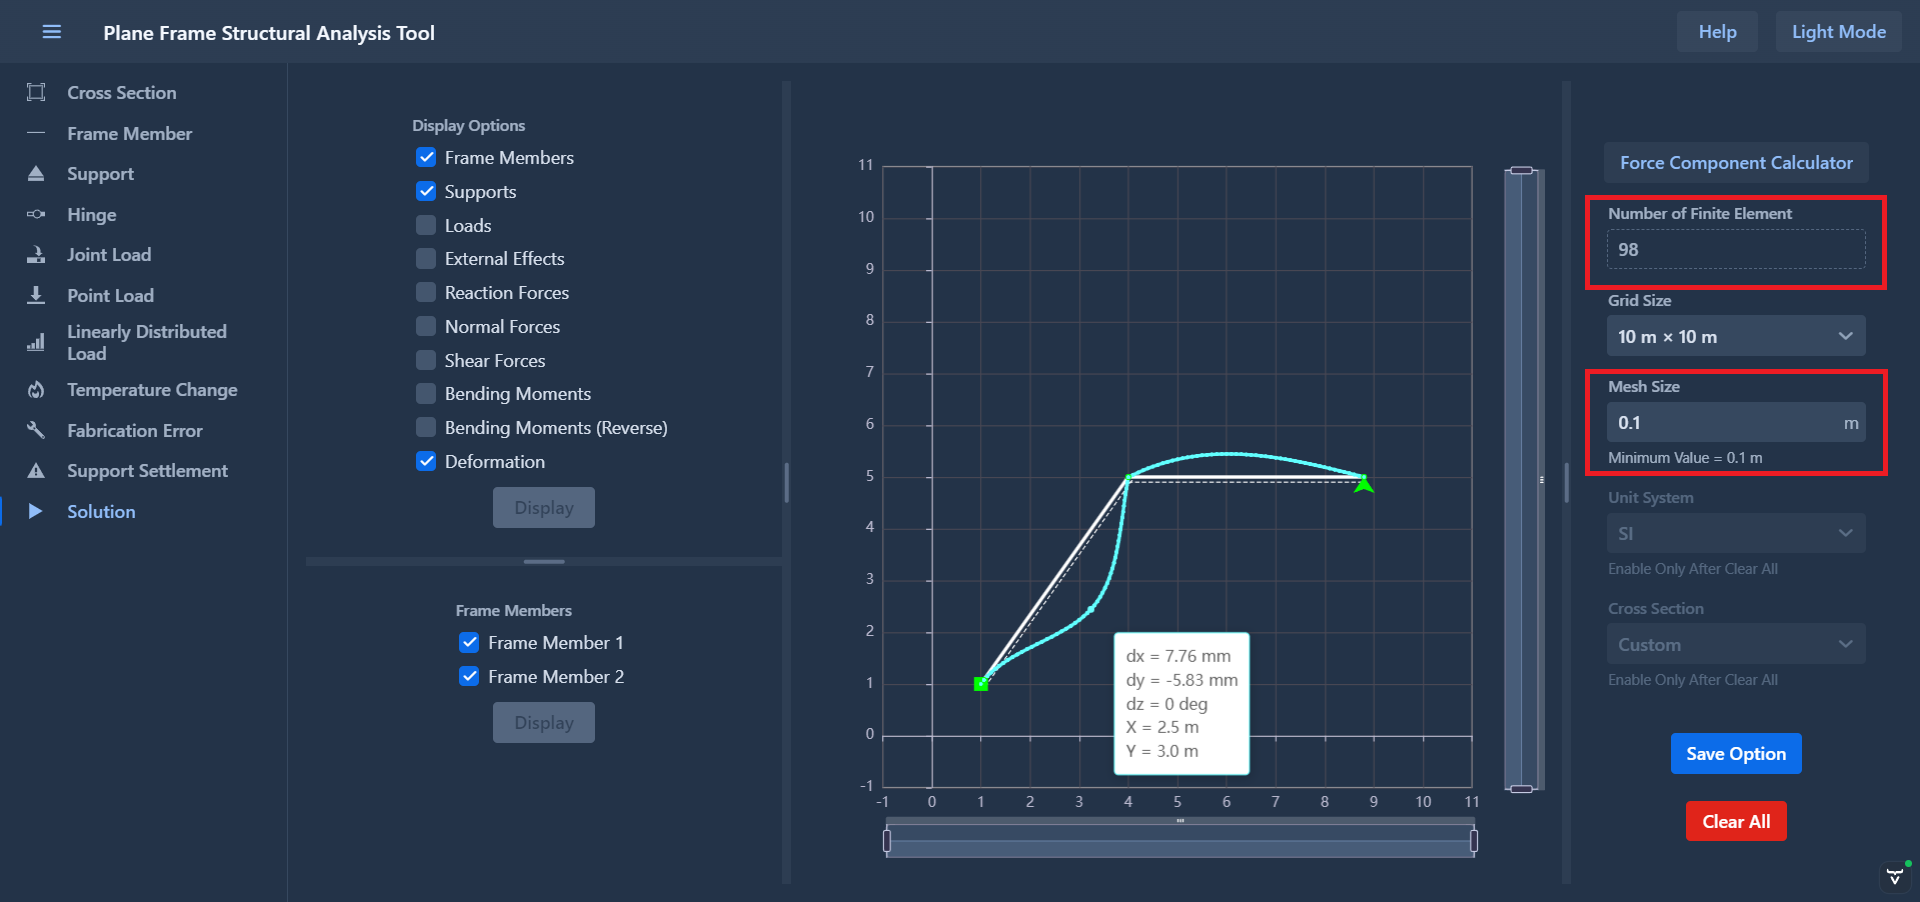 Plane Frame Structural Analysis Tool
Help
Light Mode
Cross Section
Frame Member
Support
Hinge
Joint Load
Point Load
Linearly Distributed
Load
Temperature Change
Fabrication Error
Support Settlement
Solution
Display Options
Frame Members
Supports
Loads
External Effects
Reaction Forces
Normal Forces
Shear Forces
Bending Moments
Bending Moments (Reverse)
Deformation
Display
Frame Members
Frame Member 1
Frame Member 2
Display
11
10
9
8
7
6
5
4
3
2
1
0
-1
-1 0 1 2 3 4 5 6 7 8 9 10 11
dx = 7.76 mm
dy = -5.83 mm
dz = 0 deg
X = 2.5 m
Y = 3.0 m
Force Component Calculator
Number of Finite Element
98
Grid Size
10 m × 10 m
Mesh Size
0.1 m
Minimum Value = 0.1 m
Unit System
SI
Enable Only After Clear All
Cross Section
Custom
Enable Only After Clear All
Save Option
Clear All